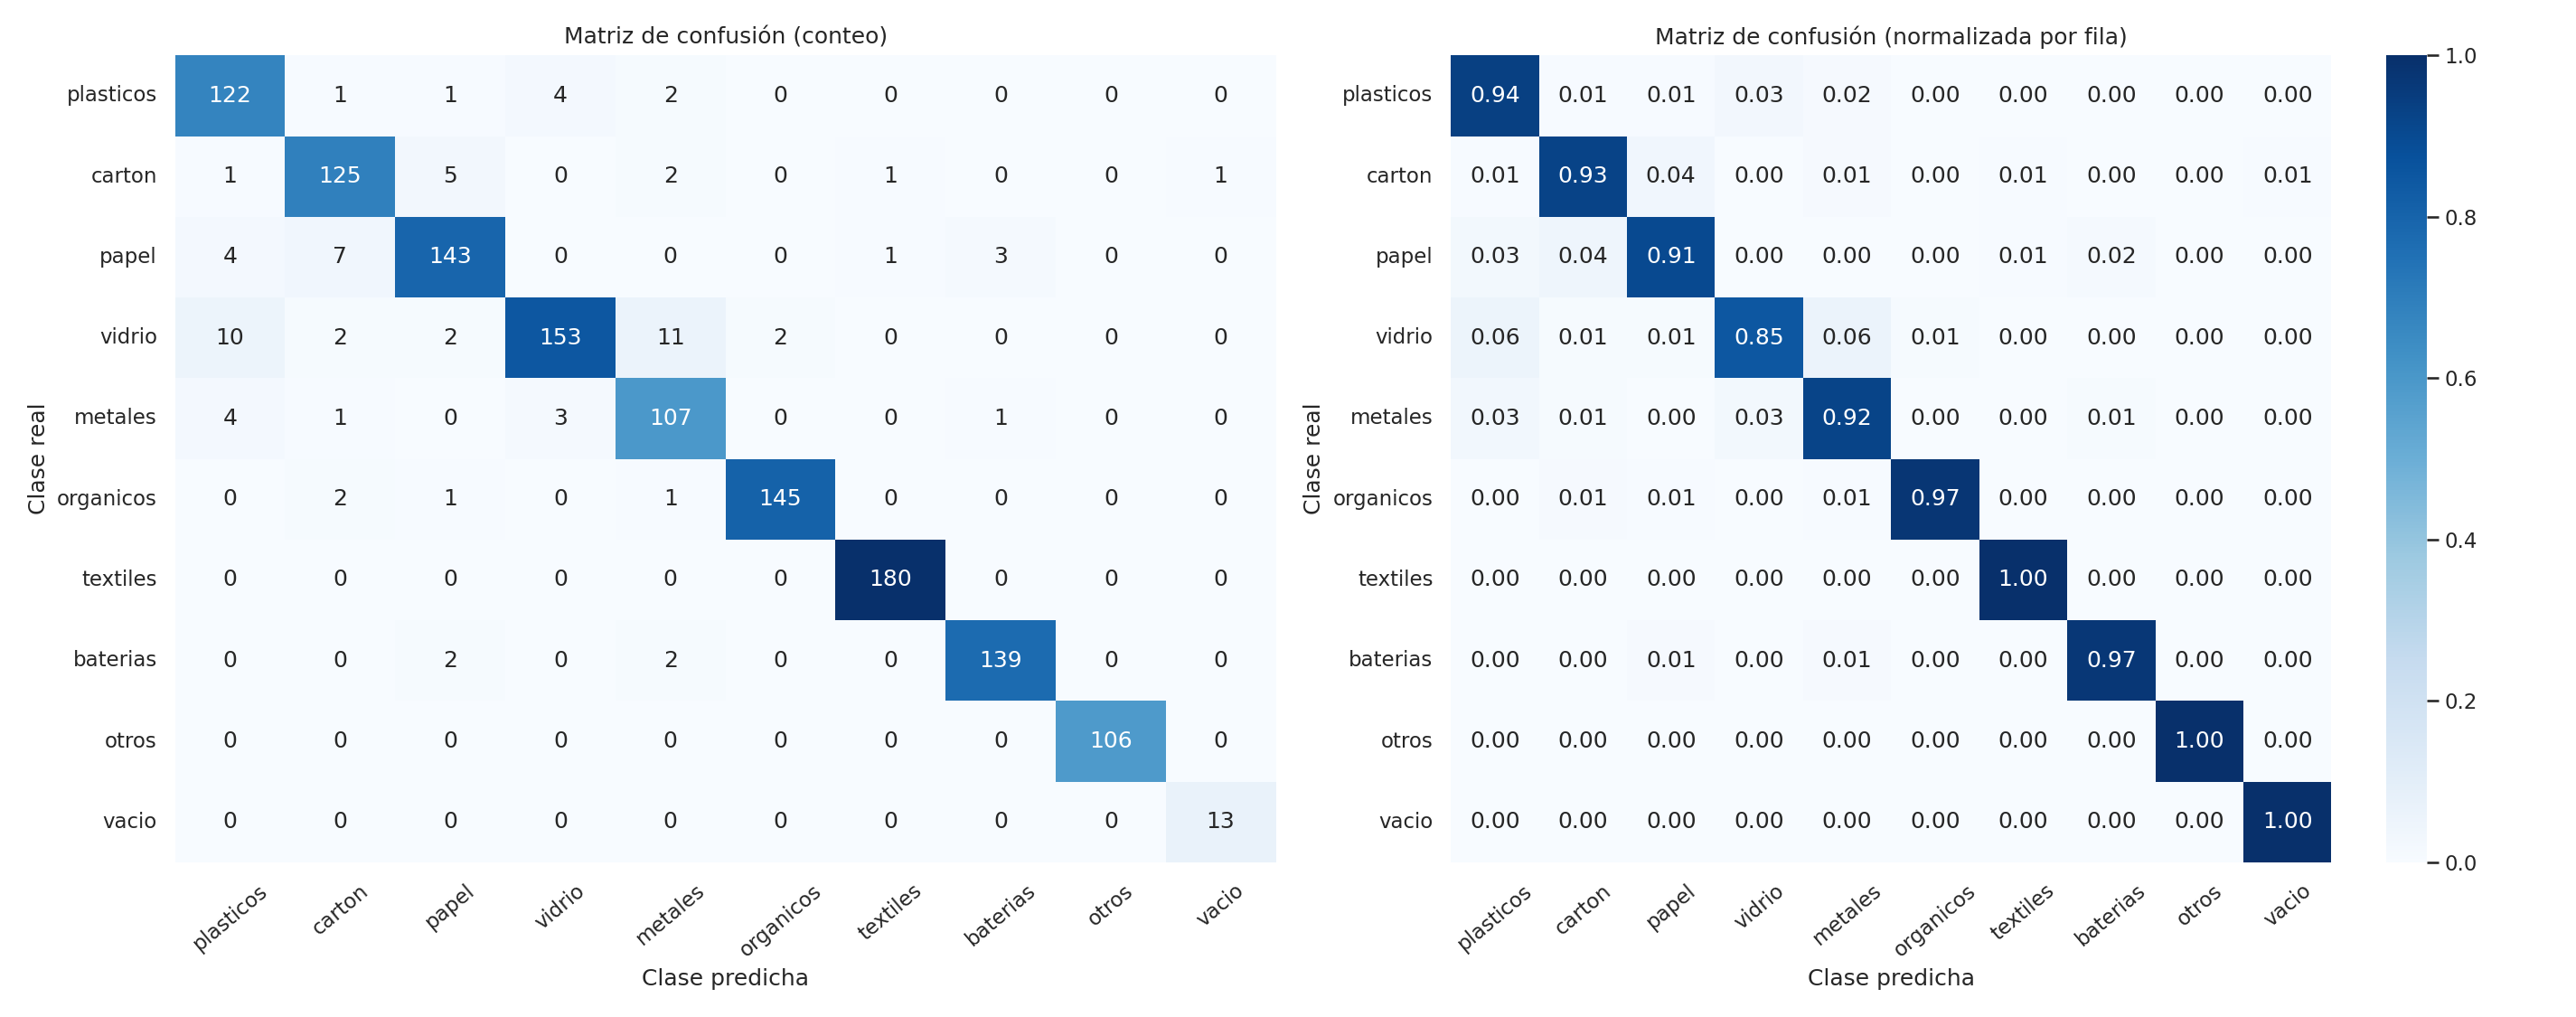 Matriz de confusión (conteo)
plasticos 122 1 1 4 2 0 0 0 0 0
carton 1 125 5 0 2 0 1 0 0 1
papel 4 7 143 0 0 0 1 3 0 0
vidrio 10 2 2 153 11 2 0 0 0 0
metales 4 1 0 3 107 0 0 1 0 0
organicos 0 2 1 0 1 145 0 0 0 0
textiles 0 0 0 0 0 0 180 0 0 0
baterias 0 0 2 0 2 0 0 139 0 0
otros 0 0 0 0 0 0 0 0 106 0
vacio 0 0 0 0 0 0 0 0 0 13
plasticos carton papel vidrio metales organicos textiles baterias otros vacio
Clase real
Clase predicha
Matriz de confusión (normalizada por fila)
plasticos 0.94 0.01 0.01 0.03 0.02 0.00 0.00 0.00 0.00 0.00
carton 0.01 0.93 0.04 0.00 0.01 0.00 0.01 0.00 0.00 0.01
papel 0.03 0.04 0.91 0.00 0.00 0.00 0.01 0.02 0.00 0.00
vidrio 0.06 0.01 0.01 0.85 0.06 0.01 0.00 0.00 0.00 0.00
metales 0.03 0.01 0.00 0.03 0.92 0.00 0.00 0.01 0.00 0.00
organicos 0.00 0.01 0.01 0.00 0.01 0.97 0.00 0.00 0.00 0.00
textiles 0.00 0.00 0.00 0.00 0.00 0.00 1.00 0.00 0.00 0.00
baterias 0.00 0.00 0.01 0.00 0.01 0.00 0.00 0.97 0.00 0.00
otros 0.00 0.00 0.00 0.00 0.00 0.00 0.00 0.00 1.00 0.00
vacio 0.00 0.00 0.00 0.00 0.00 0.00 0.00 0.00 0.00 1.00
plasticos carton papel vidrio metales organicos textiles baterias otros vacio
Clase real
Clase predicha
1.0
0.8
0.6
0.4
0.2
0.0